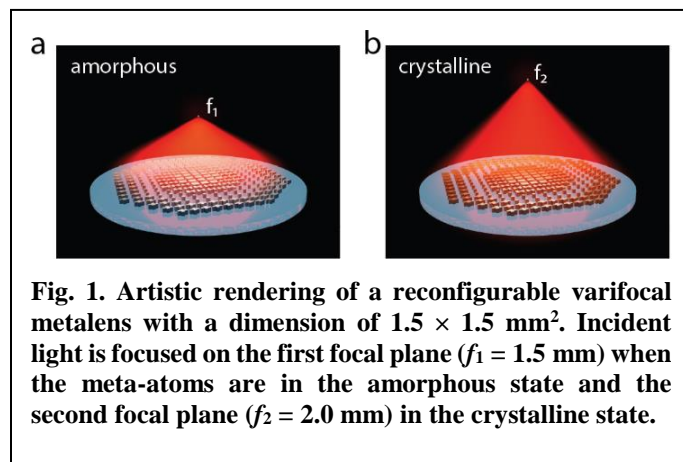 a
amorphous
f₁
b
crystalline
f₂
Fig. 1. Artistic rendering of a reconfigurable varifocal
metalens with a dimension of 1.5 × 1.5 mm². Incident
light is focused on the first focal plane (f₁ = 1.5 mm) when
the meta-atoms are in the amorphous state and the
second focal plane (f₂ = 2.0 mm) in the crystalline state.